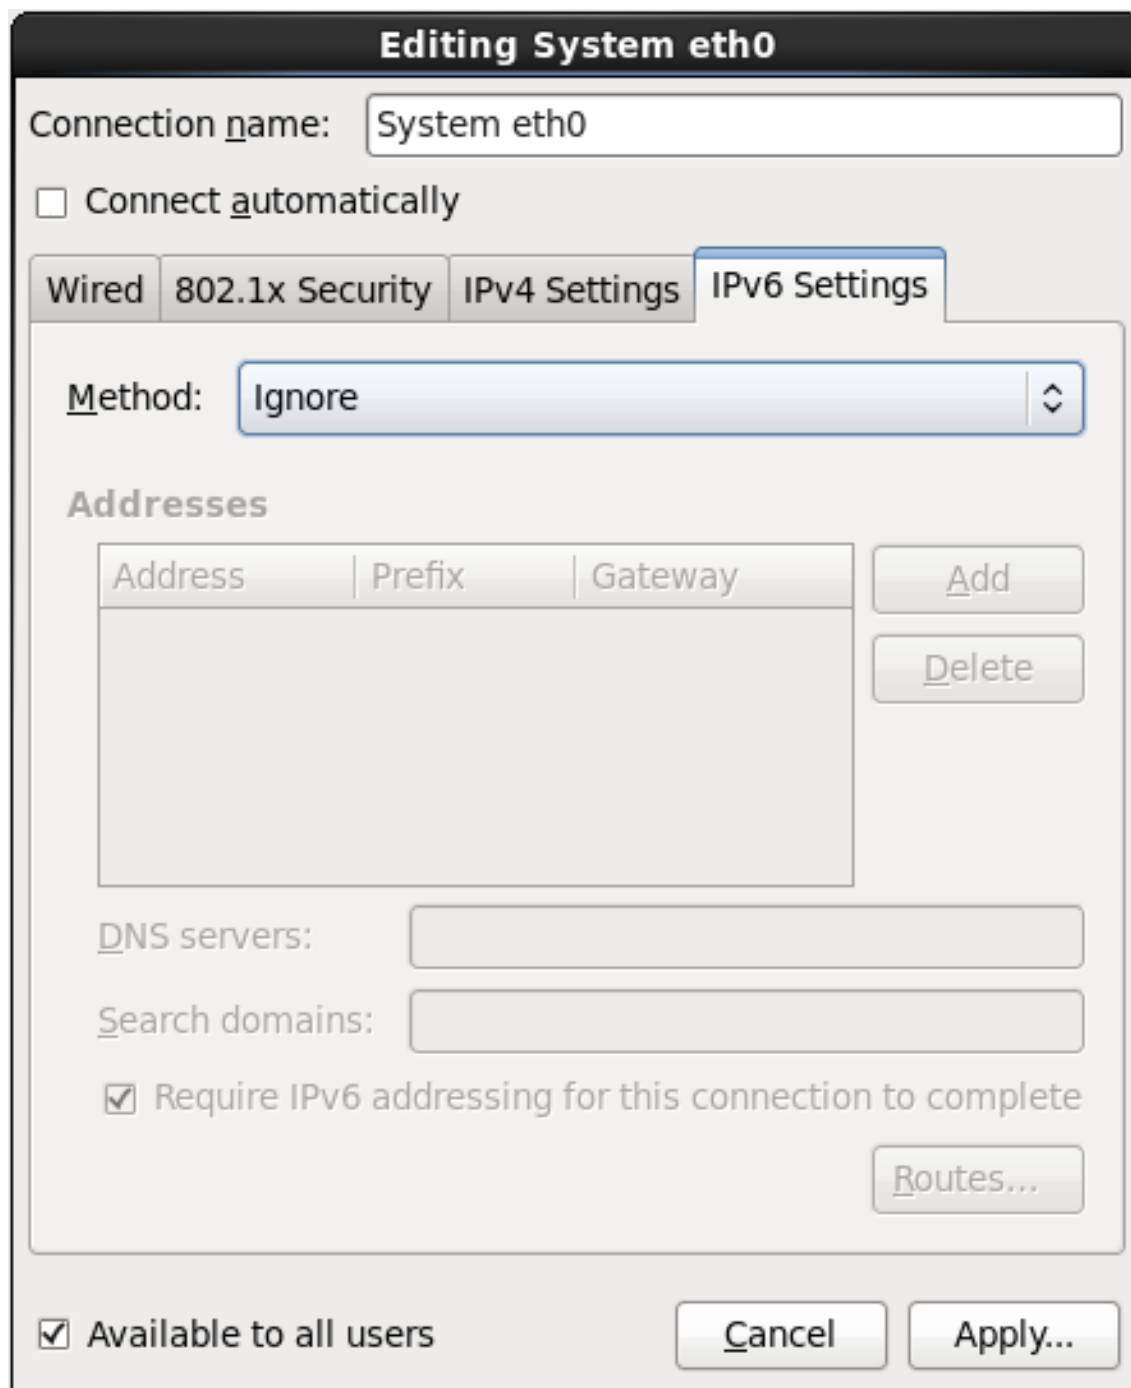 Editing System eth0
Connection name: System eth0
Connect automatically
Wired 802.1x Security IPv4 Settings IPv6 Settings
Method: Ignore
Addresses
Address Prefix Gateway Add
Delete
DNS servers:
Search domains:
Require IPv6 addressing for this connection to complete
Routes...
Available to all users Cancel Apply...